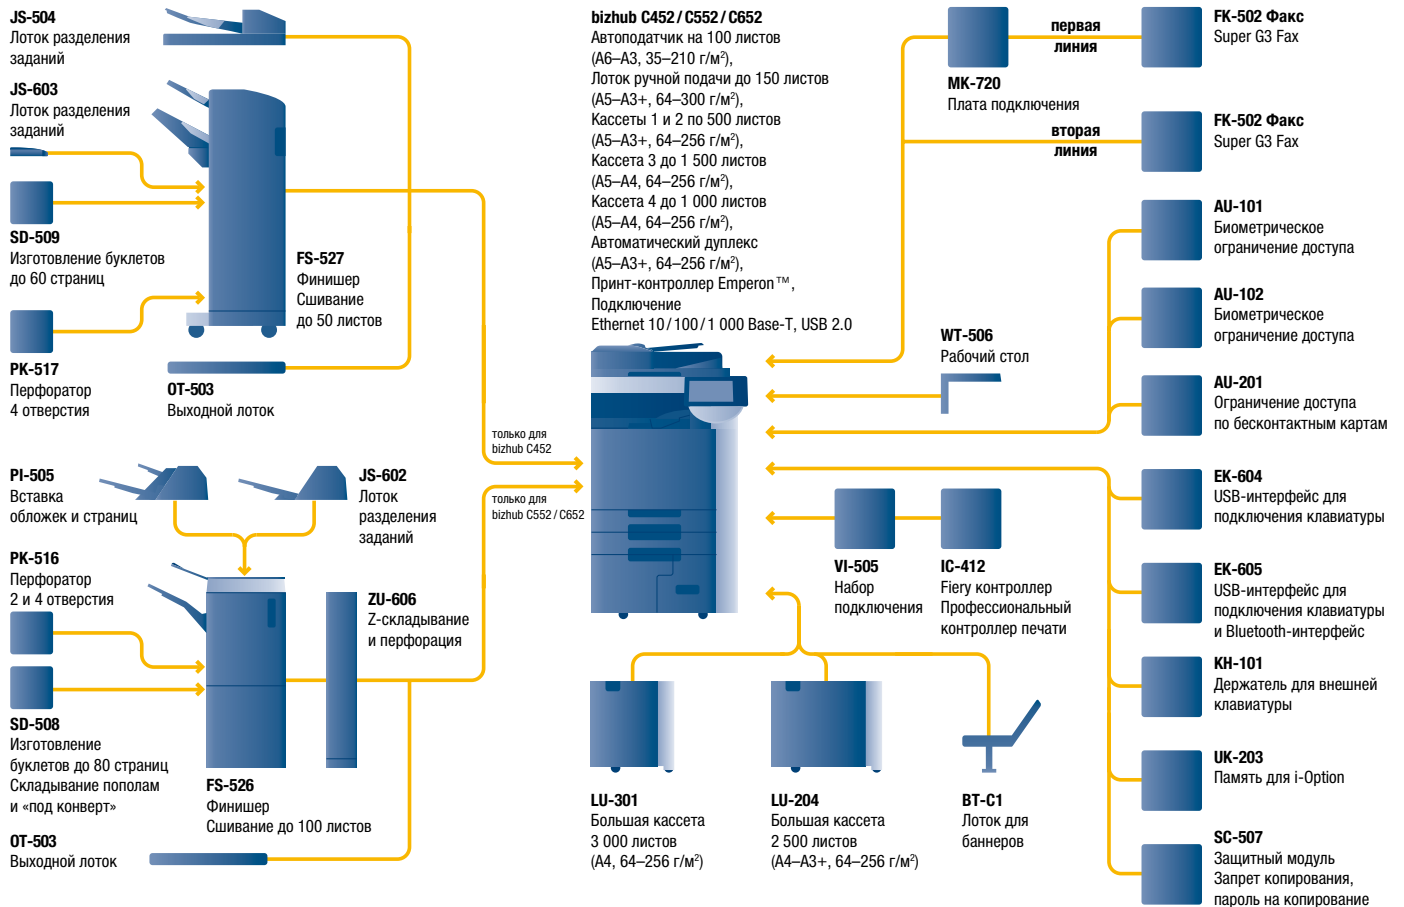 JS-504
Лоток разделения
заданий
JS-603
Лоток разделения
заданий
SD-509
Изготовление буклетов
до 60 страниц
FS-527
Финишер
Сшивание
до 50 листов
PK-517
Перфоратор
4 отверстия
OT-503
Выходной лоток
PI-505
Вставка
обложек и страниц
JS-602
Лоток
разделения
заданий
PK-516
Перфоратор
2 и 4 отверстия
ZU-606
Z-складывание
и перфорация
SD-508
Изготовление
буклетов до 80 страниц
Складывание пополам
и «под конверт»
FS-526
Финишер
Сшивание до 100 листов
OT-503
Выходной лоток
только для
bizhub C452
только для
bizhub C552 / C652
bizhub C452 / C552 / C652
Автоподатчик на 100 листов
(A6–A3, 35–210 г/м²),
Лоток ручной подачи до 150 листов
(A5–A3+, 64–300 г/м²),
Кассеты 1 и 2 по 500 листов
(A5–A3+, 64–256 г/м²),
Кассета 3 до 1 500 листов
(A5–A4, 64–256 г/м²),
Кассета 4 до 1 000 листов
(A5–A4, 64–256 г/м²),
Автоматический дуплекс
(A5–A3+, 64–256 г/м²),
Принт-контроллер Emperon™,
Подключение
Ethernet 10 / 100 / 1 000 Base-T, USB 2.0
MK-720
Плата подключения
первая
линия
вторая
линия
WT-506
Рабочий стол
VI-505
Набор
подключения
IC-412
Fiery контроллер
Профессиональный
контроллер печати
LU-301
Большая кассета
3 000 листов
(A4, 64–256 г/м²)
LU-204
Большая кассета
2 500 листов
(A4–A3+, 64–256 г/м²)
BT-C1
Лоток для
баннеров
FK-502 Факс
Super G3 Fax
FK-502 Факс
Super G3 Fax
AU-101
Биометрическое
ограничение доступа
AU-102
Биометрическое
ограничение доступа
AU-201
Ограничение доступа
по бесконтактным картам
EK-604
USB-интерфейс для
подключения клавиатуры
EK-605
USB-интерфейс для
подключения клавиатуры
и Bluetooth-интерфейс
KH-101
Держатель для внешней
клавиатуры
UK-203
Память для i-Option
SC-507
Защитный модуль
Запрет копирования,
пароль на копирование